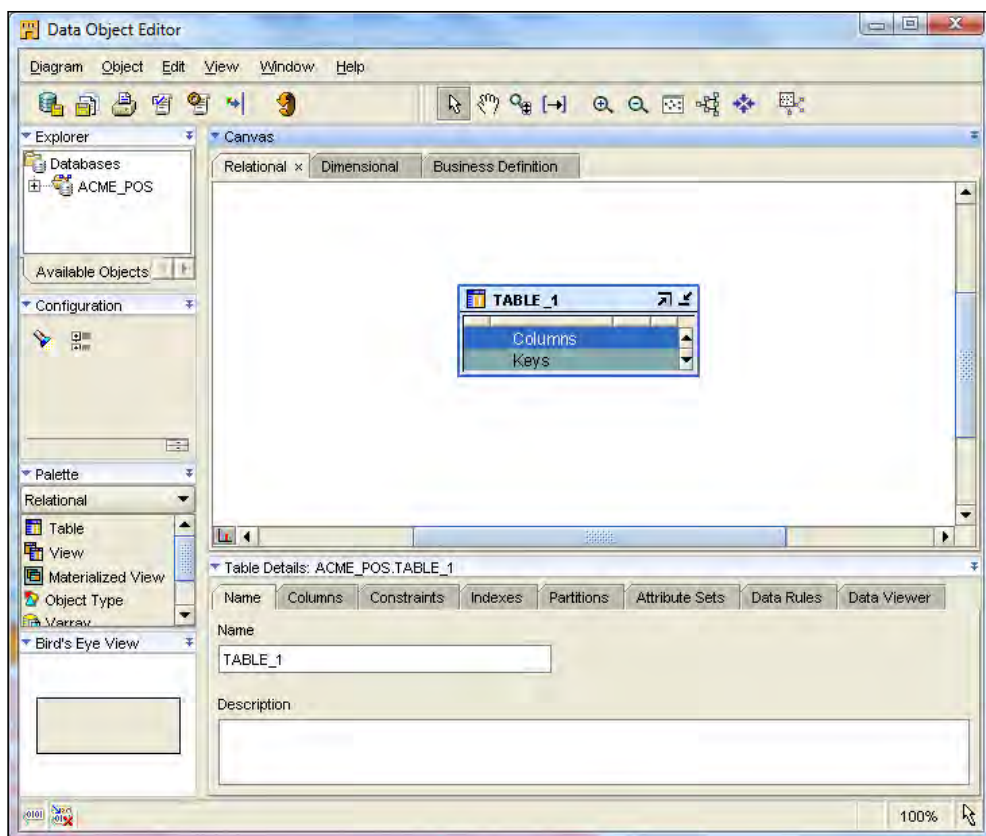 Data Object Editor
Diagram Object Edit View Window Help
Explorer
Databases
ACME_POS
Available Objects
Configuration
Palette
Relational
Table
View
Materialized View
Object Type
Varray
Bird's Eye View
Canvas
Relational × Dimensional Business Definition
TABLE_1
Columns
Keys
Table Details: ACME_POS.TABLE_1
Name Columns Constraints Indexes Partitions Attribute Sets Data Rules Data Viewer
Name
TABLE_1
Description
100%